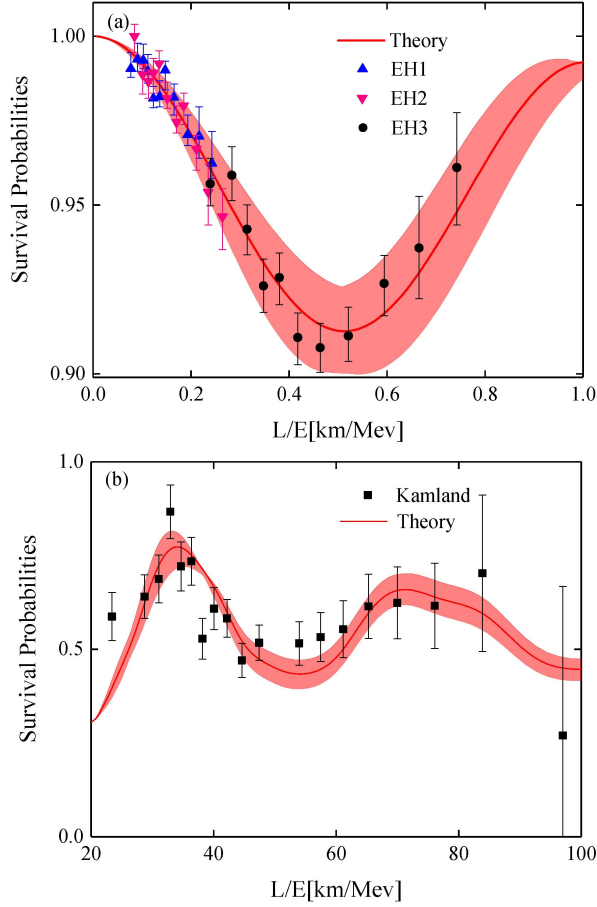 (a)
1.00
0.95
0.90
Survival Probabilities
Theory
EH1
EH2
EH3
0.0 0.2 0.4 0.6 0.8 1.0
L/E[km/Mev]
(b)
1.0
0.5
0.0
Survival Probabilities
Kamland
Theory
20 40 60 80 100
L/E[km/Mev]